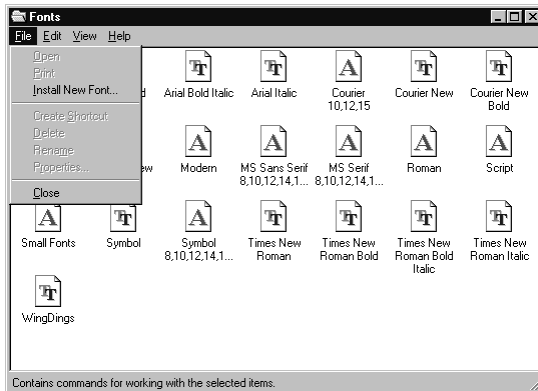 Fonts
File Edit View Help
Open
Print
Install New Font...
Create Shortcut
Delete
Rename
Properties...
Close
Arial Bold Italic
Arial Italic
Courier
10,12,15
Courier New
Courier New
Bold
Modern
MS Sans Serif
8,10,12,14,1...
MS Serif
8,10,12,14,1...
Roman
Script
Small Fonts
Symbol
Symbol
8,10,12,14,1...
Times New
Roman
Times New
Roman Bold
Times New
Roman Bold
Italic
Times New
Roman Italic
WingDings
Contains commands for working with the selected items.